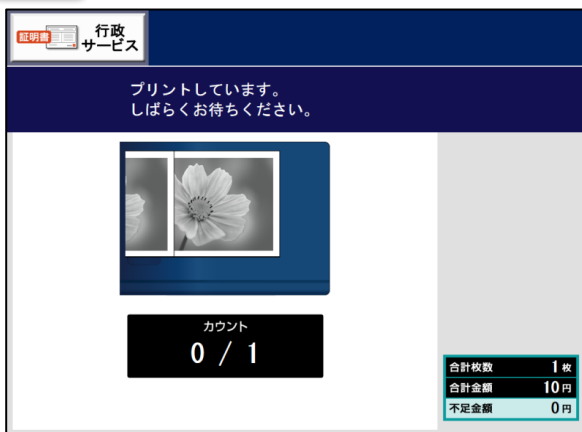 証明書
行政
サービス
プリントしています。
しばらくお待ちください。
カウント
0 / 1
合計枚数 1枚
合計金額 10円
不足金額 0円